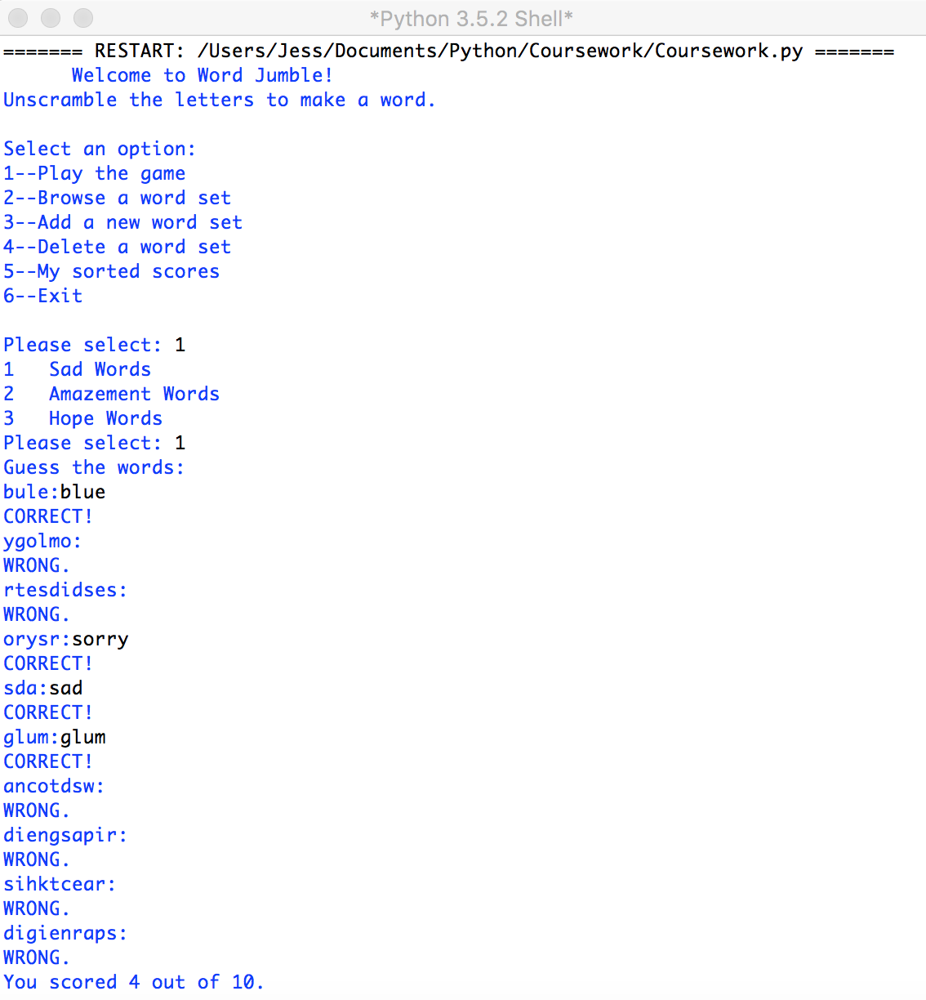 *Python 3.5.2 Shell*
======= RESTART: /Users/Jess/Documents/Python/Coursework/Coursework.py =======
      Welcome to Word Jumble!
Unscramble the letters to make a word.
Select an option:
1--Play the game
2--Browse a word set
3--Add a new word set
4--Delete a word set
5--My sorted scores
6--Exit
Please select: 1
1   Sad Words
2   Amazement Words
3   Hope Words
Please select: 1
Guess the words:
bule:blue
CORRECT!
ygolmo:
WRONG.
rtesdidses:
WRONG.
orysr:sorry
CORRECT!
sda:sad
CORRECT!
glum:glum
CORRECT!
ancotdsw:
WRONG.
diengsapir:
WRONG.
sihktcear:
WRONG.
digienraps:
WRONG.
You scored 4 out of 10.